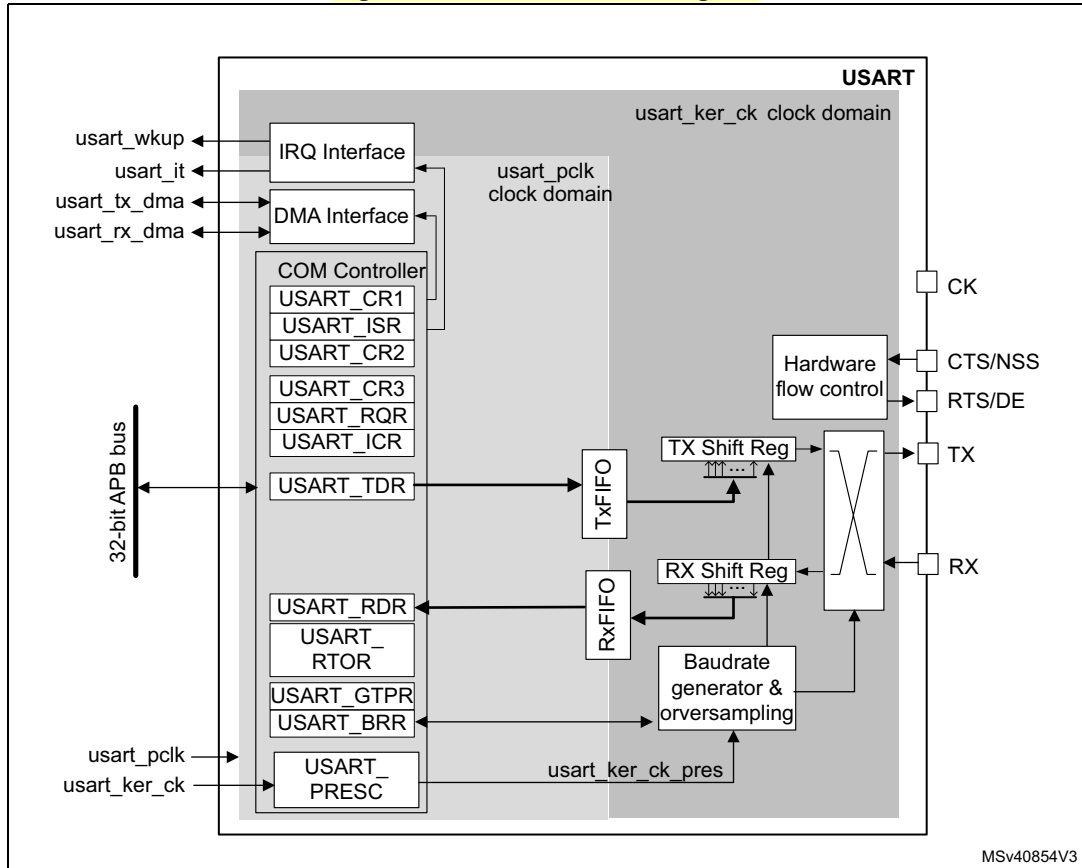 USART
usart_ker_ck clock domain
usart_wkup
IRQ Interface
usart_it
usart_pclk
clock domain
usart_tx_dma
DMA Interface
usart_rx_dma
COM Controller
USART_CR1
USART_ISR
USART_CR2
USART_CR3
USART_RQR
USART_ICR
USART_TDR
32-bit APB bus
TxFIFO
TX Shift Reg
...
Hardware
flow control
CK
CTS/NSS
RTS/DE
TX
RX
RX Shift Reg
...
RxFIFO
USART_RDR
USART_
RTOR
Baudrate
generator &
orversampling
USART_GTPR
USART_BRR
usart_pclk
usart_ker_ck
USART_
PRESC
usart_ker_ck_pres
MSv40854V3